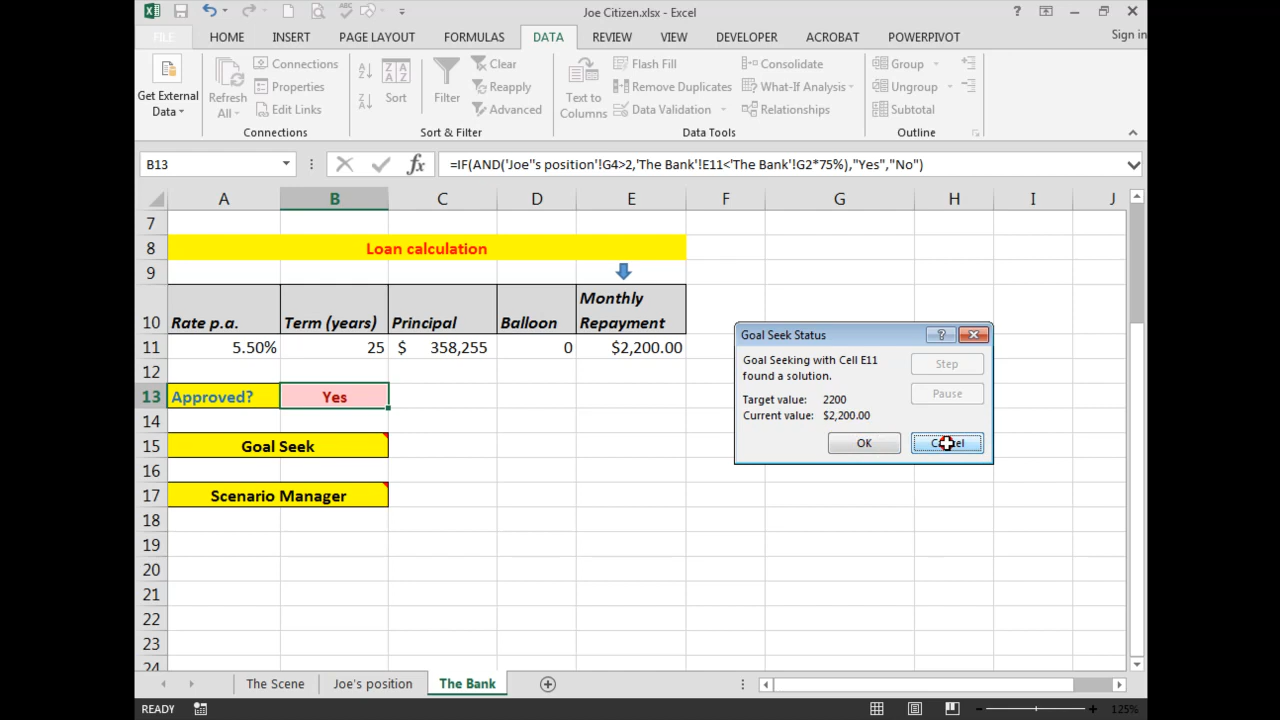 Joe Citizen.xlsx - Excel
FILE HOME INSERT PAGE LAYOUT FORMULAS DATA REVIEW VIEW DEVELOPER ACROBAT POWERPIVOT Sign in
Get External
Data
Refresh
All
Connections
Properties
Edit Links
Connections
Sort
Filter
Clear
Reapply
Advanced
Sort & Filter
Text to
Columns
Flash Fill
Remove Duplicates
Data Validation
Consolidate
What-If Analysis
Relationships
Data Tools
Group
Ungroup
Subtotal
Outline
B13 fx =IF(AND('Joe''s position'!G4>2,'The Bank'!E11<'The Bank'!G2*75%),"Yes","No")
A B C D E F G H I J
7
8 Loan calculation
9
10 Rate p.a. Term (years) Principal Balloon Monthly
Repayment
11 5.50% 25 $ 358,255 0 $2,200.00
12
13 Approved? Yes
14
15 Goal Seek
16
17 Scenario Manager
18
19
20
21
22
23
24
Goal Seek Status
Goal Seeking with Cell E11
found a solution.
Target value: 2200
Current value: $2,200.00
Step
Pause
OK
The Scene Joe's position The Bank
READY 125%